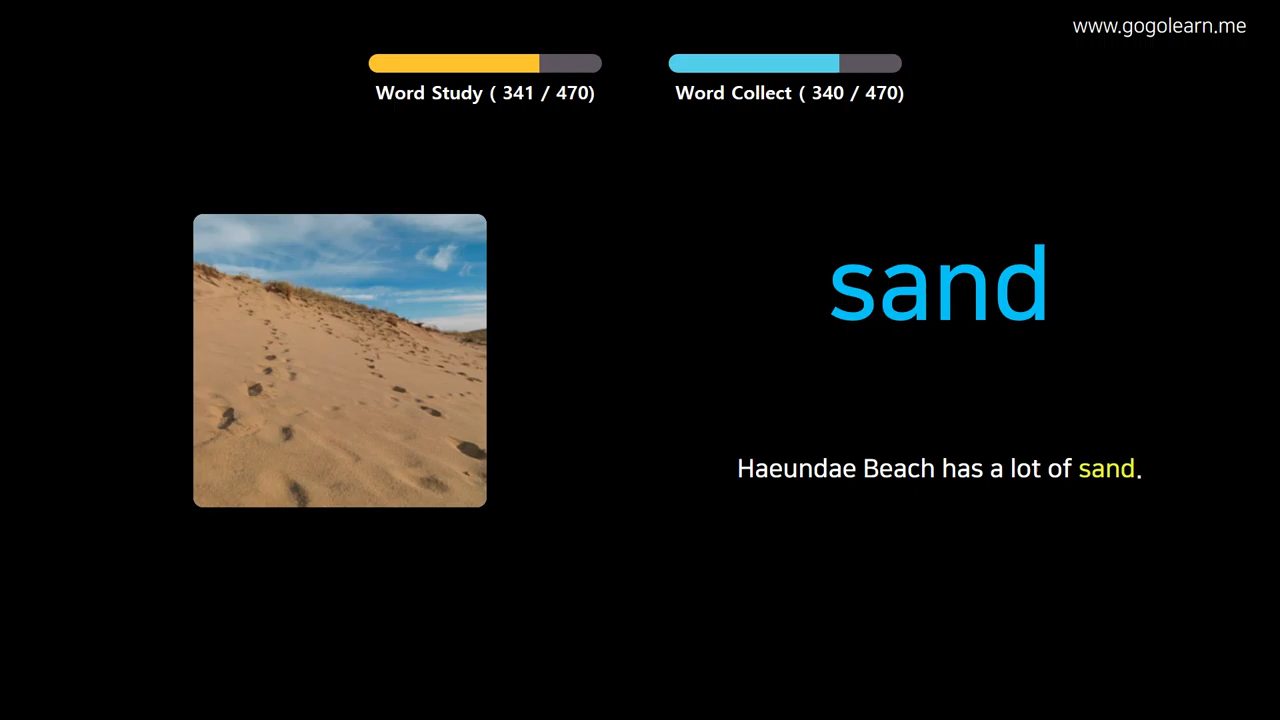 www.gogolearn.me
Word Study ( 341 / 470)
Word Collect ( 340 / 470)
sand
Haeundae Beach has a lot of sand.